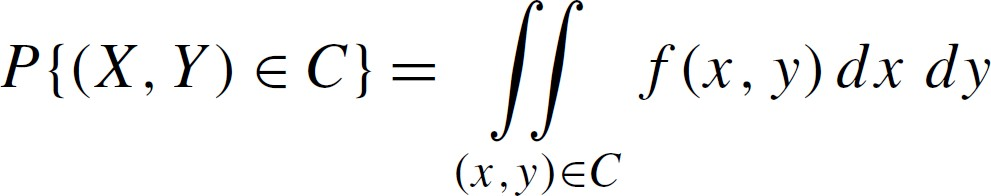 P{(X, Y) ∈ C} = ∬ f(x, y) dx dy
(x,y)∈C